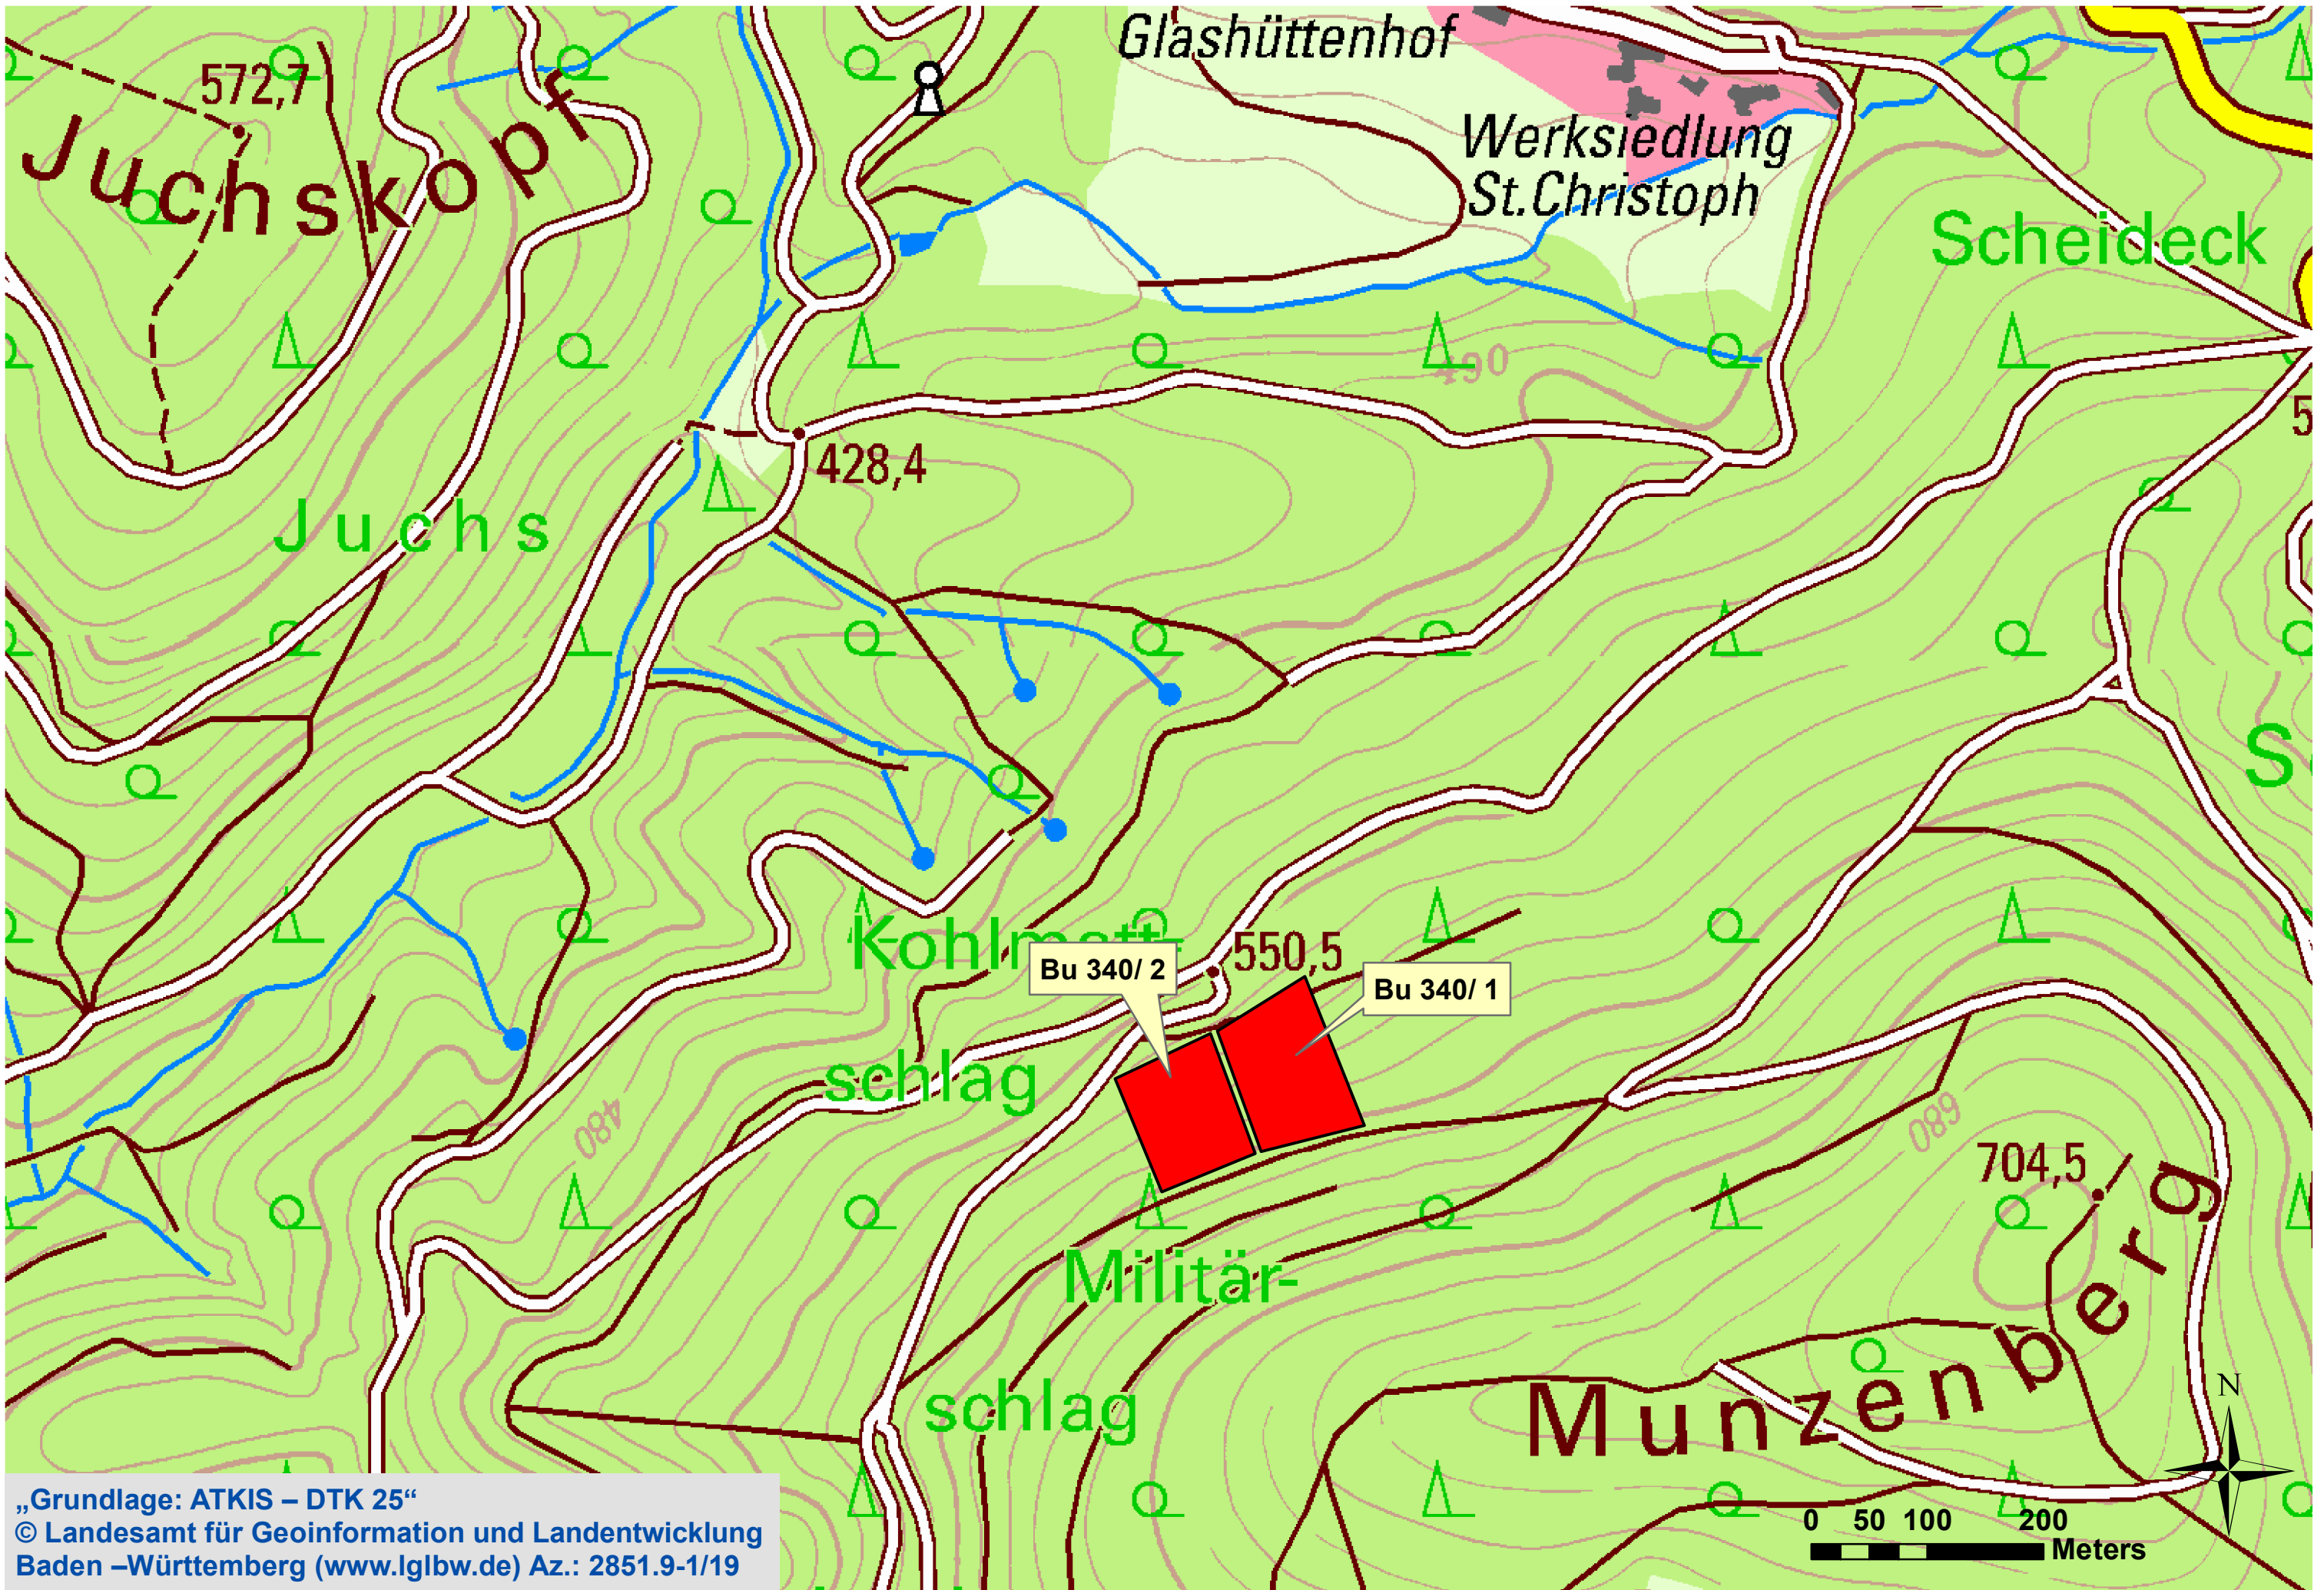 Glashüttenhof
572,7
Juchskopf
Werksiedlung
St.Christoph
Scheideck
490
5
428,4
Juchs
S
Kohlmatt-
550,5
Bu 340/ 2
Bu 340/ 1
schlag
480
680
704,5
Militär-
schlag
Munzenberg
N
„Grundlage: ATKIS – DTK 25“
© Landesamt für Geoinformation und Landentwicklung
Baden –Württemberg (www.lglbw.de) Az.: 2851.9-1/19
0 50 100 200
Meters